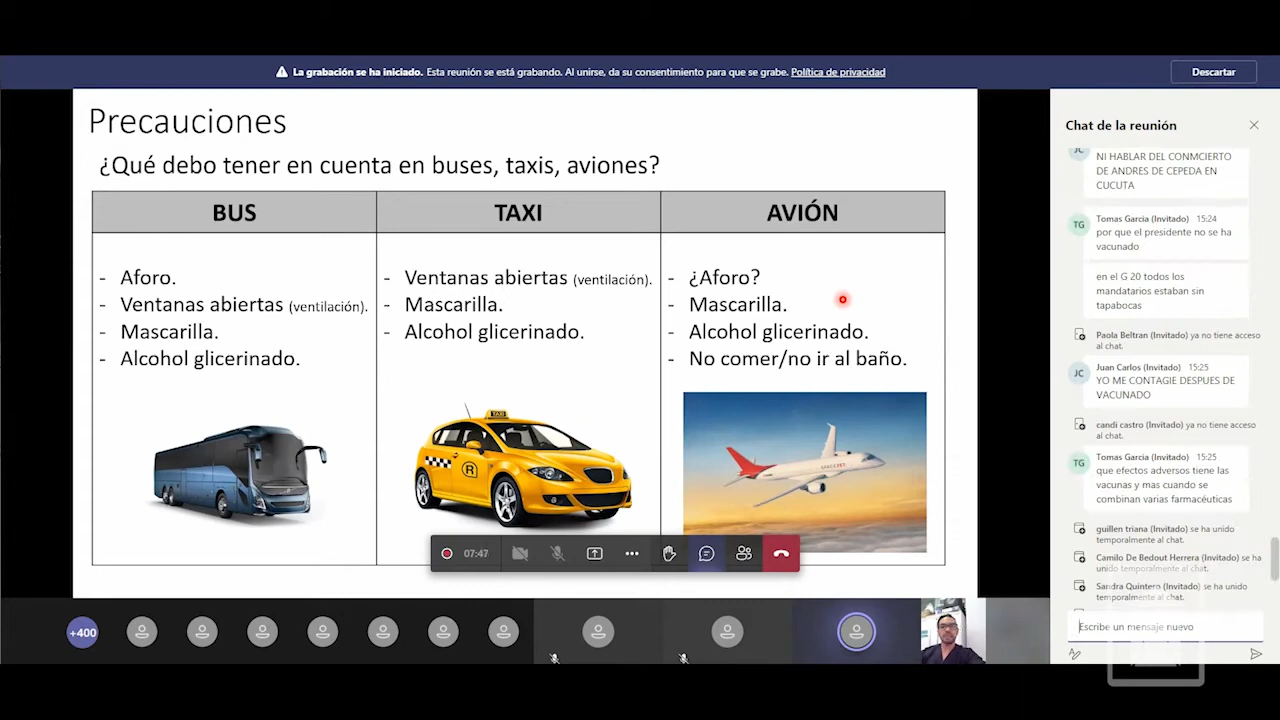 La grabación se ha iniciado. Esta reunión se está grabando. Al unirse, da su consentimiento para que se grabe. Política de privacidad
Descartar
Precauciones
¿Qué debo tener en cuenta en buses, taxis, aviones?
BUS
- Aforo.
- Ventanas abiertas (ventilación).
- Mascarilla.
- Alcohol glicerinado.
TAXI
- Ventanas abiertas (ventilación).
- Mascarilla.
- Alcohol glicerinado.
TAXI
R
AVIÓN
- ¿Aforo?
- Mascarilla.
- Alcohol glicerinado.
- No comer/no ir al baño.
SPACEJET
07:47
+400
Chat de la reunión
JC
NI HABLAR DEL CONMCIERTO
DE ANDRES DE CEPEDA EN
CUCUTA
TG
Tomas Garcia (Invitado) 15:24
por que el presidente no se ha
vacunado
en el G 20 todos los
mandatarios estaban sin
tapabocas
Paola Beltran (Invitado) ya no tiene acceso
al chat.
JC
Juan Carlos (Invitado) 15:25
YO ME CONTAGIE DESPUES DE
VACUNADO
candi castro (Invitado) ya no tiene acceso
al chat.
TG
Tomas Garcia (Invitado) 15:25
que efectos adversos tiene las
vacunas y mas cuando se
combinan varias farmacéuticas
guillen triana (Invitado) se ha unido
temporalmente al chat.
Camilo De Bedout Herrera (Invitado) se ha
unido temporalmente al chat.
Sandra Quintero (Invitado) se ha unido
temporalmente al chat.
Escribe un mensaje nuevo